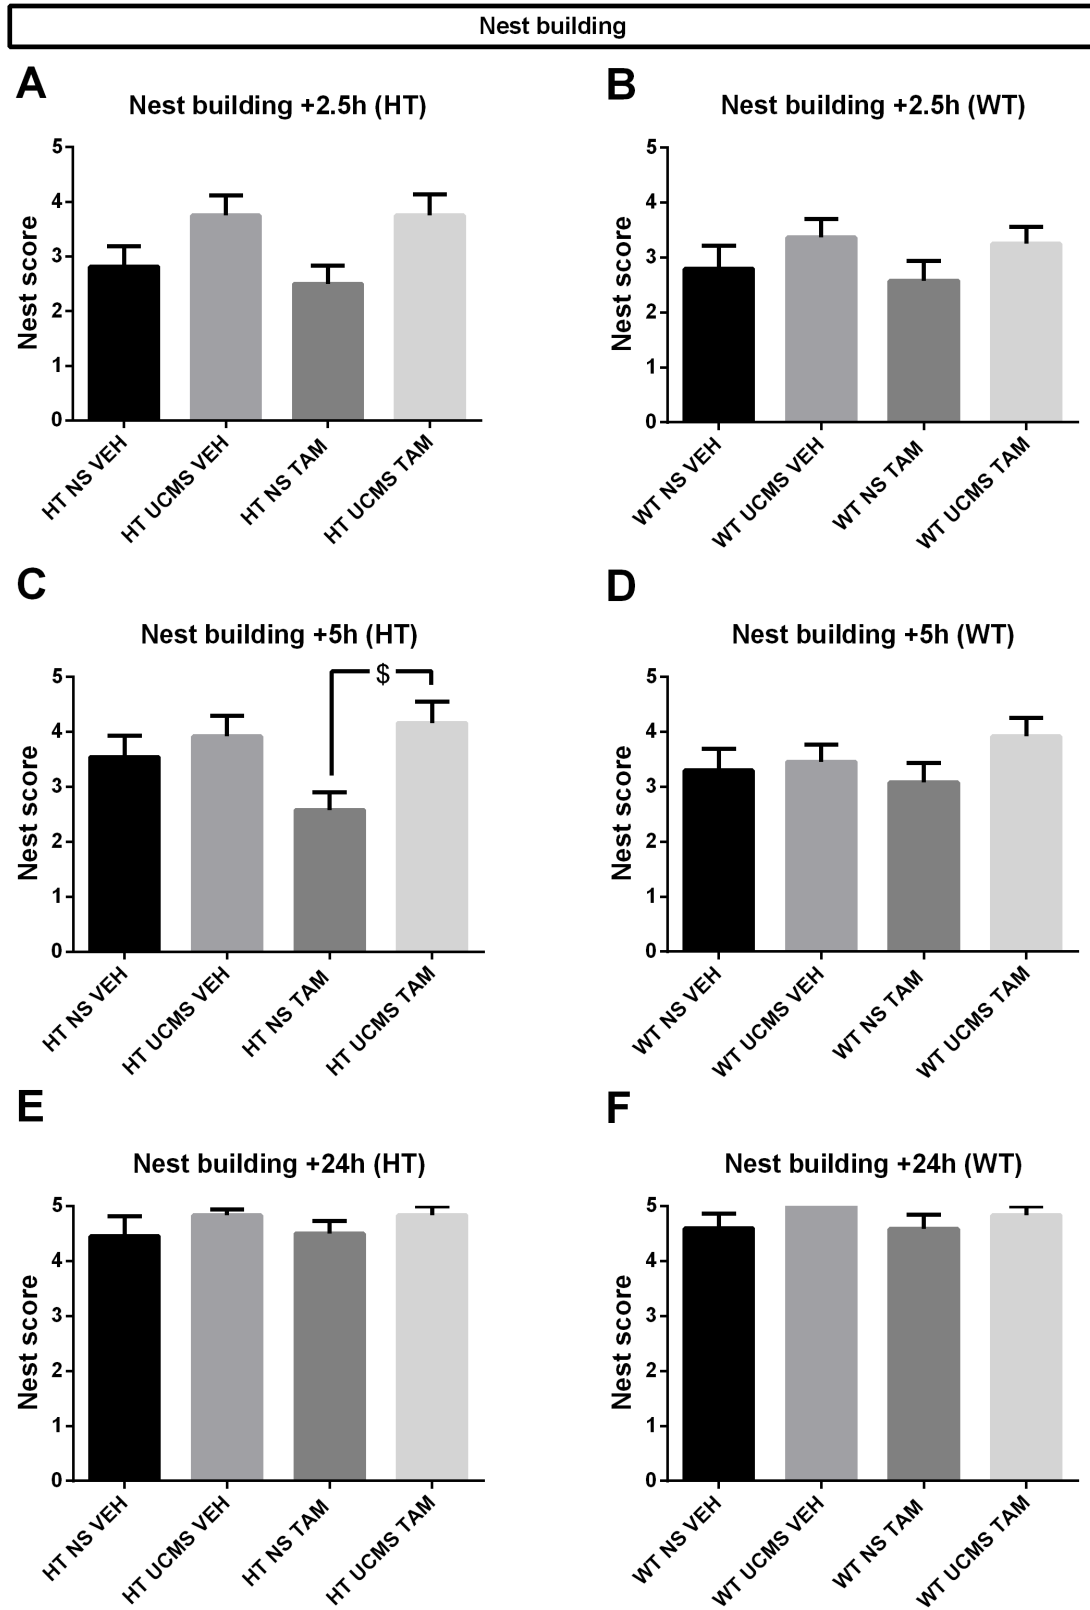 Nest building
A
Nest building +2.5h (HT)
Nest score
5
4
3
2
1
0
HT NS VEH
HT UCMS VEH
HT NS TAM
HT UCMS TAM
B
Nest building +2.5h (WT)
Nest score
5
4
3
2
1
0
WT NS VEH
WT UCMS VEH
WT NS TAM
WT UCMS TAM
C
Nest building +5h (HT)
Nest score
5
4
3
2
1
0
$
HT NS VEH
HT UCMS VEH
HT NS TAM
HT UCMS TAM
D
Nest building +5h (WT)
Nest score
5
4
3
2
1
0
WT NS VEH
WT UCMS VEH
WT NS TAM
WT UCMS TAM
E
Nest building +24h (HT)
Nest score
5
4
3
2
1
0
HT NS VEH
HT UCMS VEH
HT NS TAM
HT UCMS TAM
F
Nest building +24h (WT)
Nest score
5
4
3
2
1
0
WT NS VEH
WT UCMS VEH
WT NS TAM
WT UCMS TAM